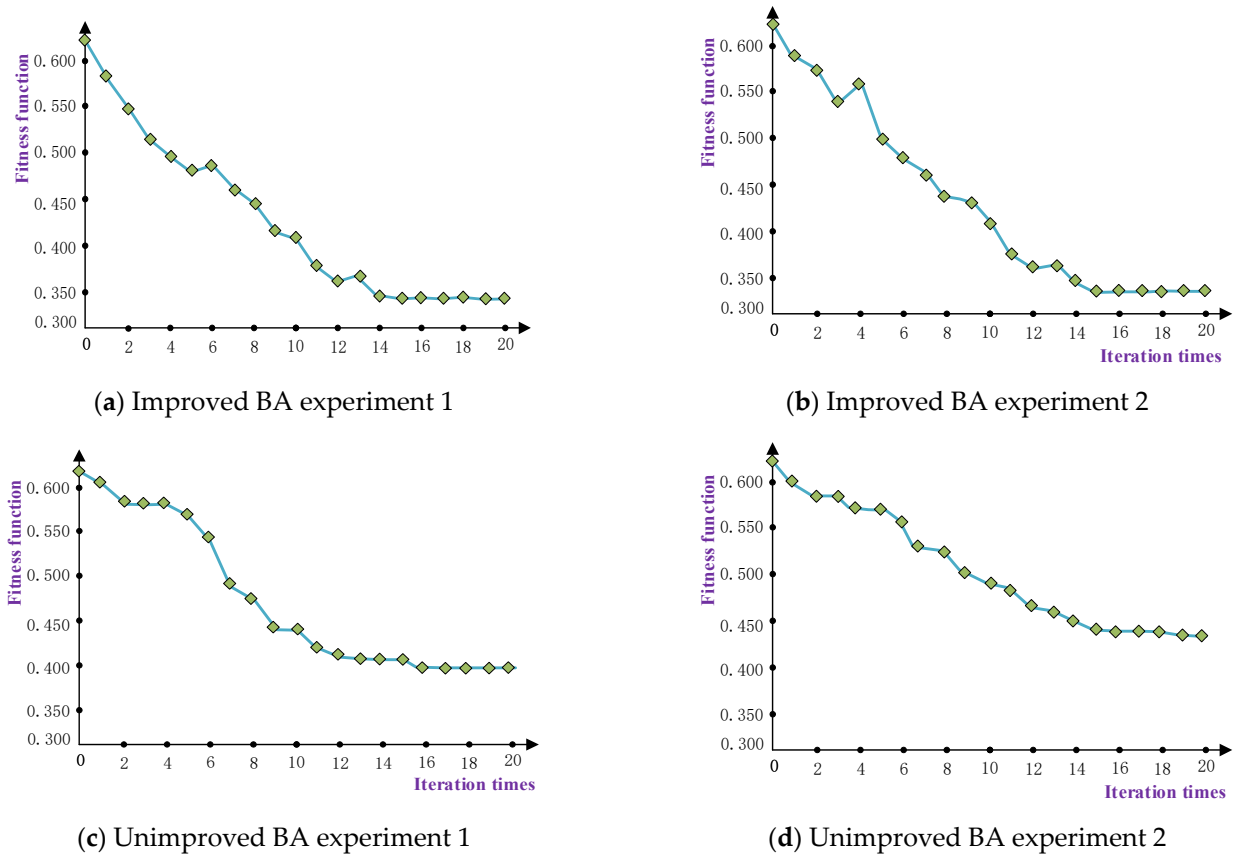 Fitness function
0.600
0.550
0.500
0.450
0.400
0.350
0.300
0 2 4 6 8 10 12 14 16 18 20
(a) Improved BA experiment 1
Fitness function
0.600
0.550
0.500
0.450
0.400
0.350
0.300
0 2 4 6 8 10 12 14 16 18 20
Iteration times
(b) Improved BA experiment 2
Fitness function
0.600
0.550
0.500
0.450
0.400
0.350
0.300
0 2 4 6 8 10 12 14 16 18 20
Iteration times
(c) Unimproved BA experiment 1
Fitness function
0.600
0.550
0.500
0.450
0.400
0.350
0.300
0 2 4 6 8 10 12 14 16 18 20
Iteration times
(d) Unimproved BA experiment 2